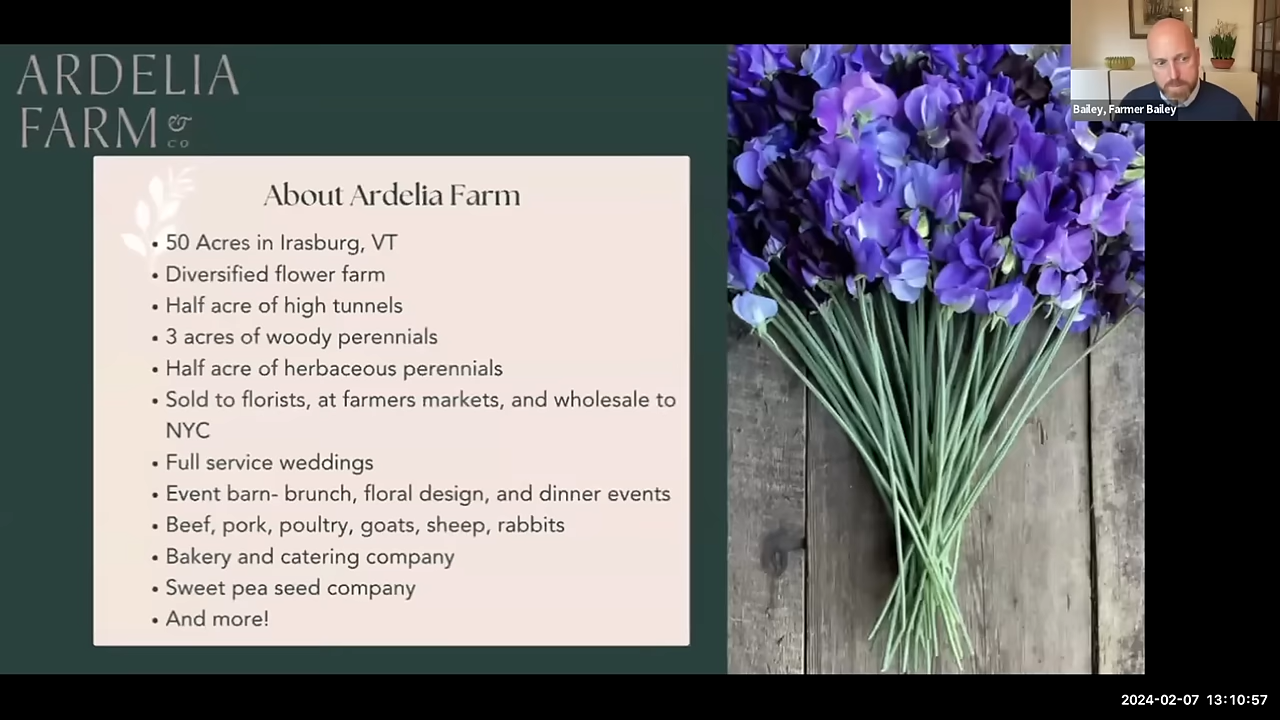 ARDELIA
FARM &
co
Bailey, Farmer Bailey
About Ardelia Farm
• 50 Acres in Irasburg, VT
• Diversified flower farm
• Half acre of high tunnels
• 3 acres of woody perennials
• Half acre of herbaceous perennials
• Sold to florists, at farmers markets, and wholesale to
NYC
• Full service weddings
• Event barn- brunch, floral design, and dinner events
• Beef, pork, poultry, goats, sheep, rabbits
• Bakery and catering company
• Sweet pea seed company
• And more!
2024-02-07 13:10:57